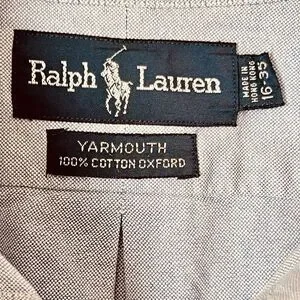 Ralph Lauren
MADE IN
HONG KONG
16-35
YARMOUTH
100% COTTON OXFORD